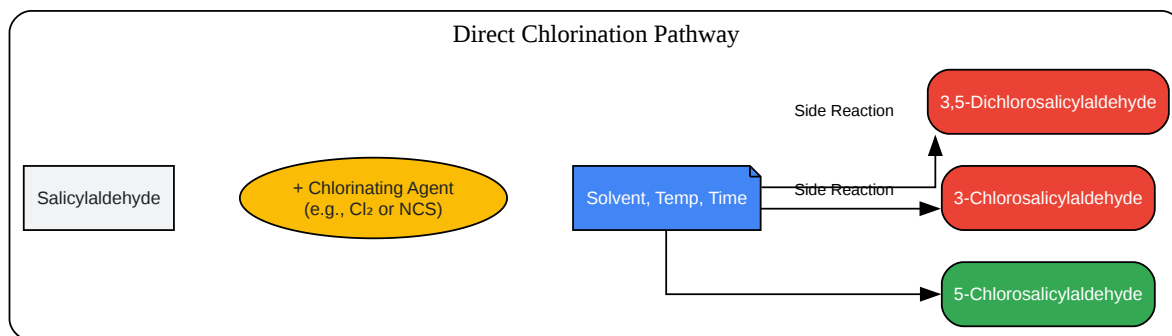 Direct Chlorination Pathway
Side Reaction
3,5-Dichlorosalicylaldehyde
Salicylaldehyde
+ Chlorinating Agent
(e.g., Cl₂ or NCS)
Solvent, Temp, Time
Side Reaction
3-Chlorosalicylaldehyde
5-Chlorosalicylaldehyde